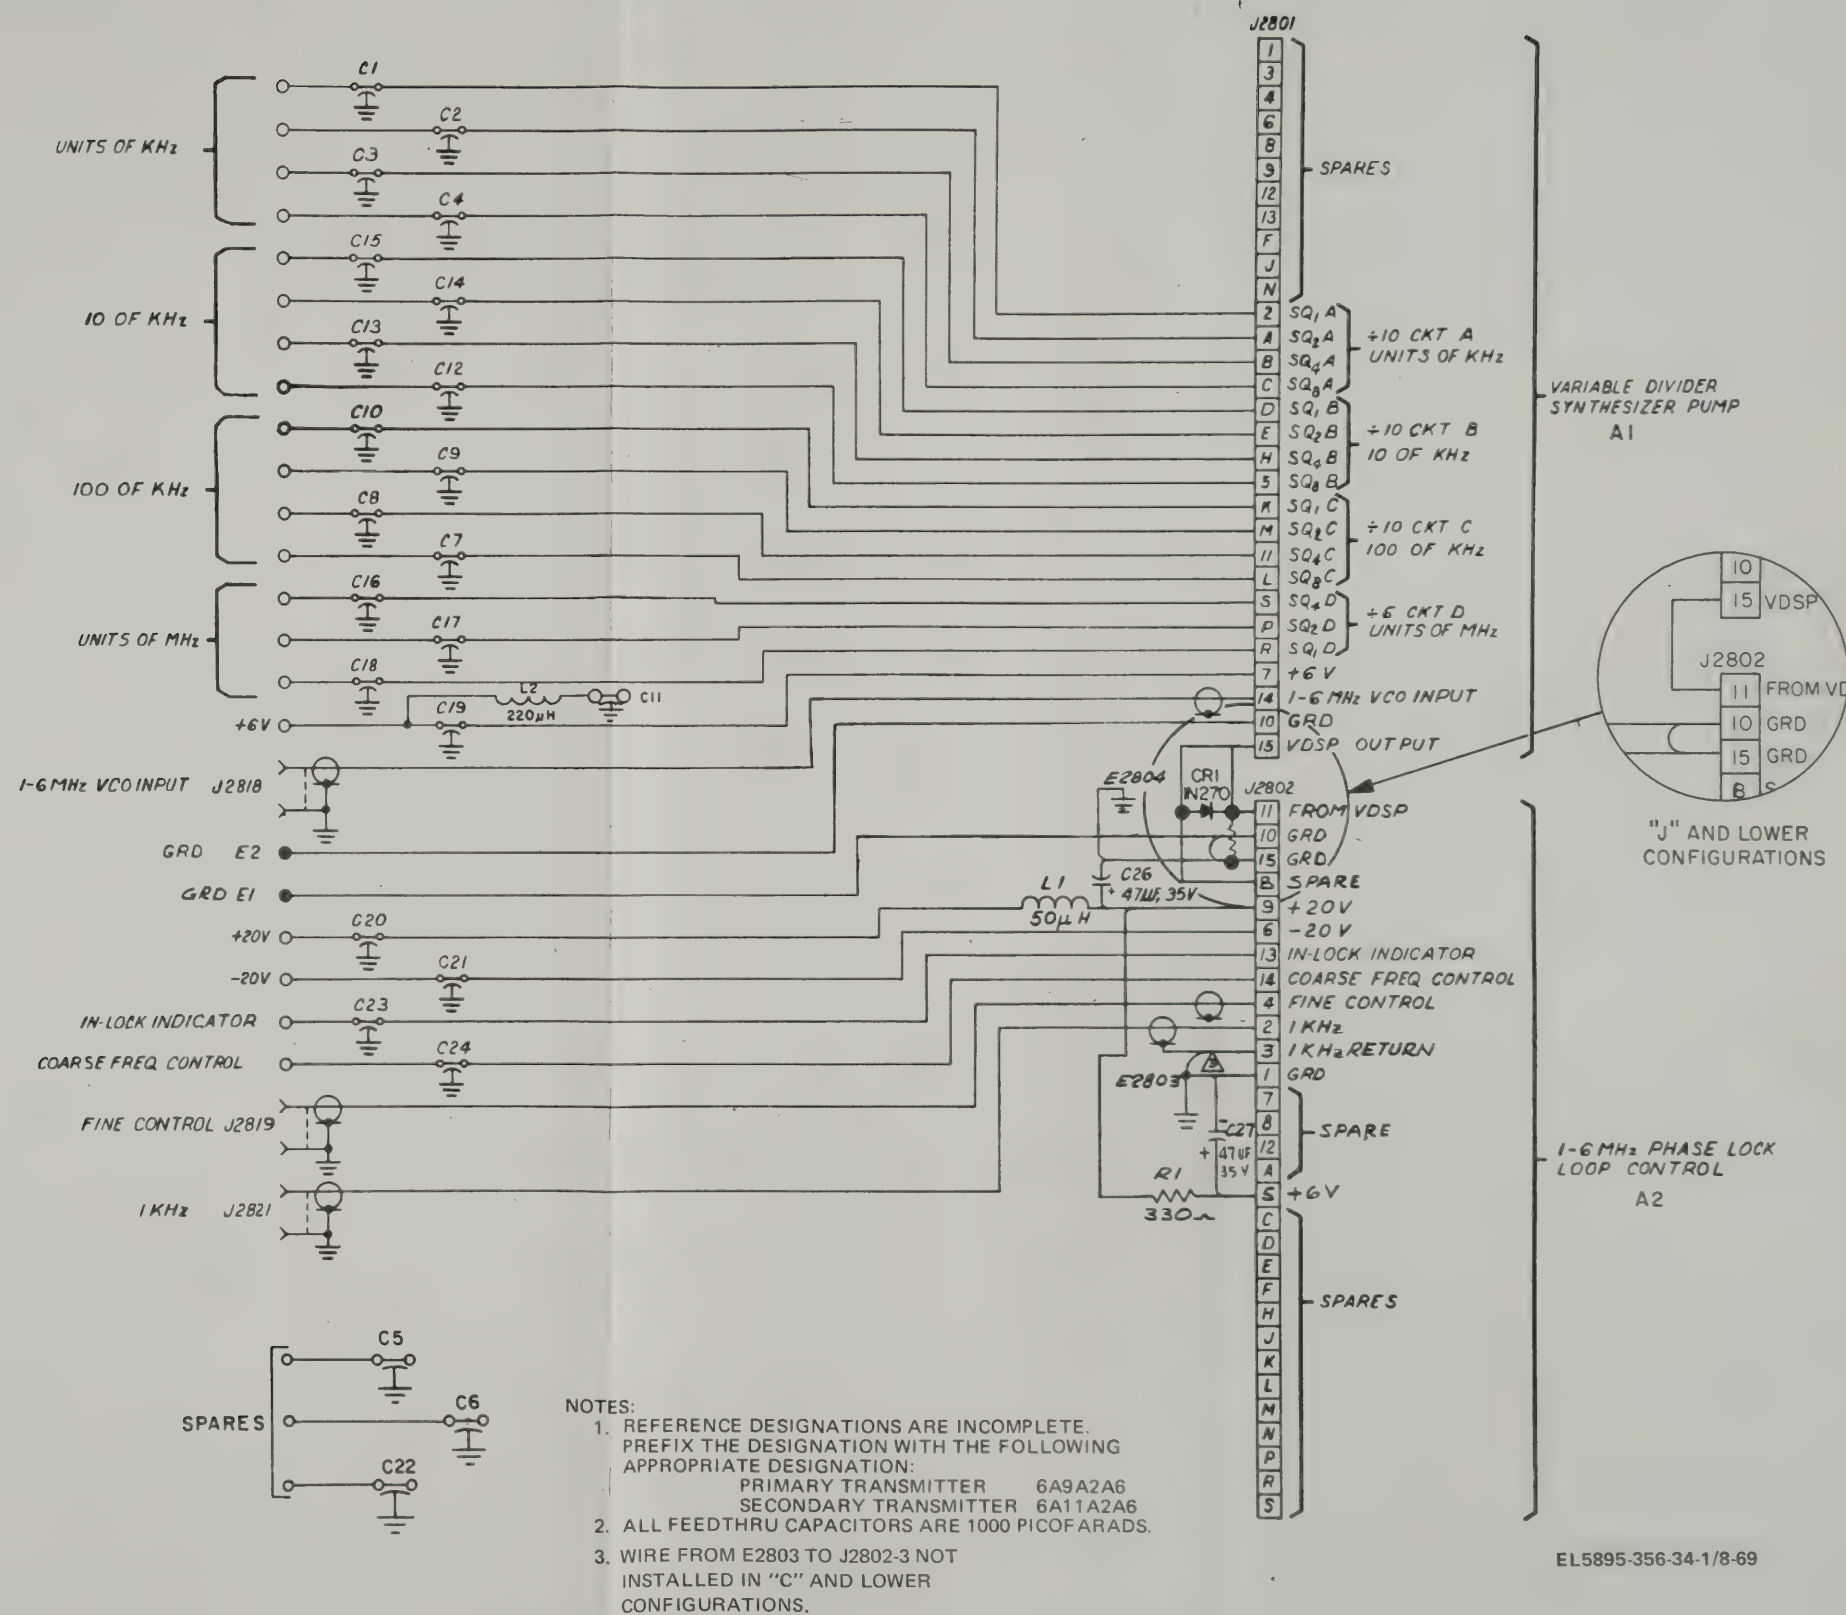 J2801
1
3
4
6
8
9
12
13
F
J
N
SPARES
2 SQ1 A
A SQ2 A
B SQ4 A
C SQ8 A
÷10 CKT A
UNITS OF KHz
D SQ1 B
E SQ2 B
H SQ4 B
5 SQ8 B
÷10 CKT B
10 OF KHz
K SQ1 C
M SQ2 C
11 SQ4 C
L SQ8 C
÷10 CKT C
100 OF KHz
S SQ4 D
P SQ2 D
R SQ1 D
÷6 CKT D
UNITS OF MHz
7 +6V
14 1-6 MHz VCO INPUT
10 GRD
15 VDSP OUTPUT
VARIABLE DIVIDER
SYNTHESIZER PUMP
A1
UNITS OF KHz
C1
C2
C3
C4
10 OF KHz
C15
C14
C13
C12
100 OF KHz
C10
C9
C8
C7
UNITS OF MHz
C16
C17
C18
L2
220µH
C11
+6V
C19
1-6 MHz VCO INPUT J2818
GRD E2
GRD E1
+20V
C20
-20V
C21
IN-LOCK INDICATOR
C23
COARSE FREQ CONTROL
C24
FINE CONTROL J2819
1 KHz J2821
E2804
CR1
1N270
C26
+ 47UF, 35V
L1
50µH
J2802
11 FROM VDSP
10 GRD
15 GRD
B SPARE
9 +20V
6 -20V
13 IN-LOCK INDICATOR
14 COARSE FREQ CONTROL
4 FINE CONTROL
2 1 KHz
3 1 KHz RETURN
1 GRD
E2803
3
7
8
12
A
SPARE
- C27
+ 47UF
35V
R1
330Ω
5 +6V
C
D
E
F
H
J
K
L
M
N
P
R
S
SPARES
1-6 MHz PHASE LOCK
LOOP CONTROL
A2
10
15 VDSP
J2802
11 FROM VD
10 GRD
15 GRD
B S
"J" AND LOWER
CONFIGURATIONS
SPARES
C5
C6
C22
NOTES:
1. REFERENCE DESIGNATIONS ARE INCOMPLETE.
PREFIX THE DESIGNATION WITH THE FOLLOWING
APPROPRIATE DESIGNATION:
PRIMARY TRANSMITTER 6A9A2A6
SECONDARY TRANSMITTER 6A11A2A6
2. ALL FEEDTHRU CAPACITORS ARE 1000 PICOFARADS.
3. WIRE FROM E2803 TO J2802-3 NOT
INSTALLED IN "C" AND LOWER
CONFIGURATIONS.
EL5895-356-34-1/8-69